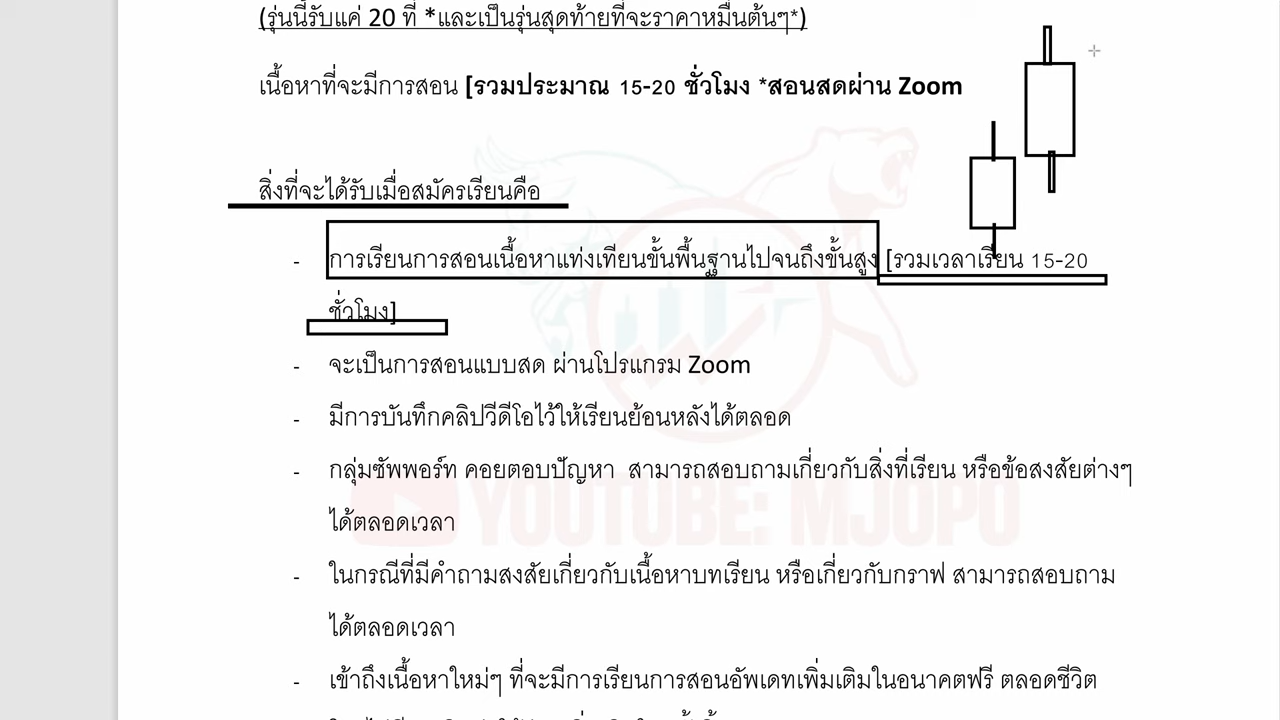 (รุ่นนี้รับแค่ 20 ที่ *และเป็นรุ่นสุดท้ายที่จะราคาหมื่นต้นๆ*)
เนื้อหาที่จะมีการสอน [รวมประมาณ 15-20 ชั่วโมง *สอนสดผ่าน Zoom
สิ่งที่จะได้รับเมื่อสมัครเรียนคือ
- การเรียนการสอนเนื้อหาแท่งเทียนขั้นพื้นฐานไปจนถึงขั้นสูง [รวมเวลาเรียน 15-20
ชั่วโมง]
- จะเป็นการสอนแบบสด ผ่านโปรแกรม Zoom
- มีการบันทึกคลิปวีดีโอไว้ให้เรียนย้อนหลังได้ตลอด
- กลุ่มซัพพอร์ท คอยตอบปัญหา สามารถสอบถามเกี่ยวกับสิ่งที่เรียน หรือข้อสงสัยต่างๆ
YOUTUBE: MJOPO
ได้ตลอดเวลา
- ในกรณีที่มีคำถามสงสัยเกี่ยวกับเนื้อหาบทเรียน หรือเกี่ยวกับกราฟ สามารถสอบถาม
ได้ตลอดเวลา
- เข้าถึงเนื้อหาใหม่ๆ ที่จะมีการเรียนการสอนอัพเดทเพิ่มเติมในอนาคตฟรี ตลอดชีวิต